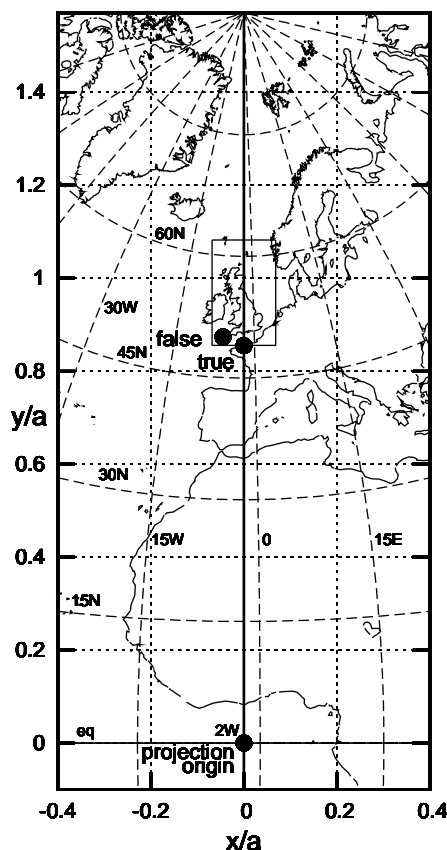 1.4
1.2
60N
1
30W
false
45N
true
0.8
y/a
0.6
30N
0.4
15W
0
15E
15N
0.2
eq
2W
0
projection
origin
-0.4
-0.2
0
0.2
0.4
x/a